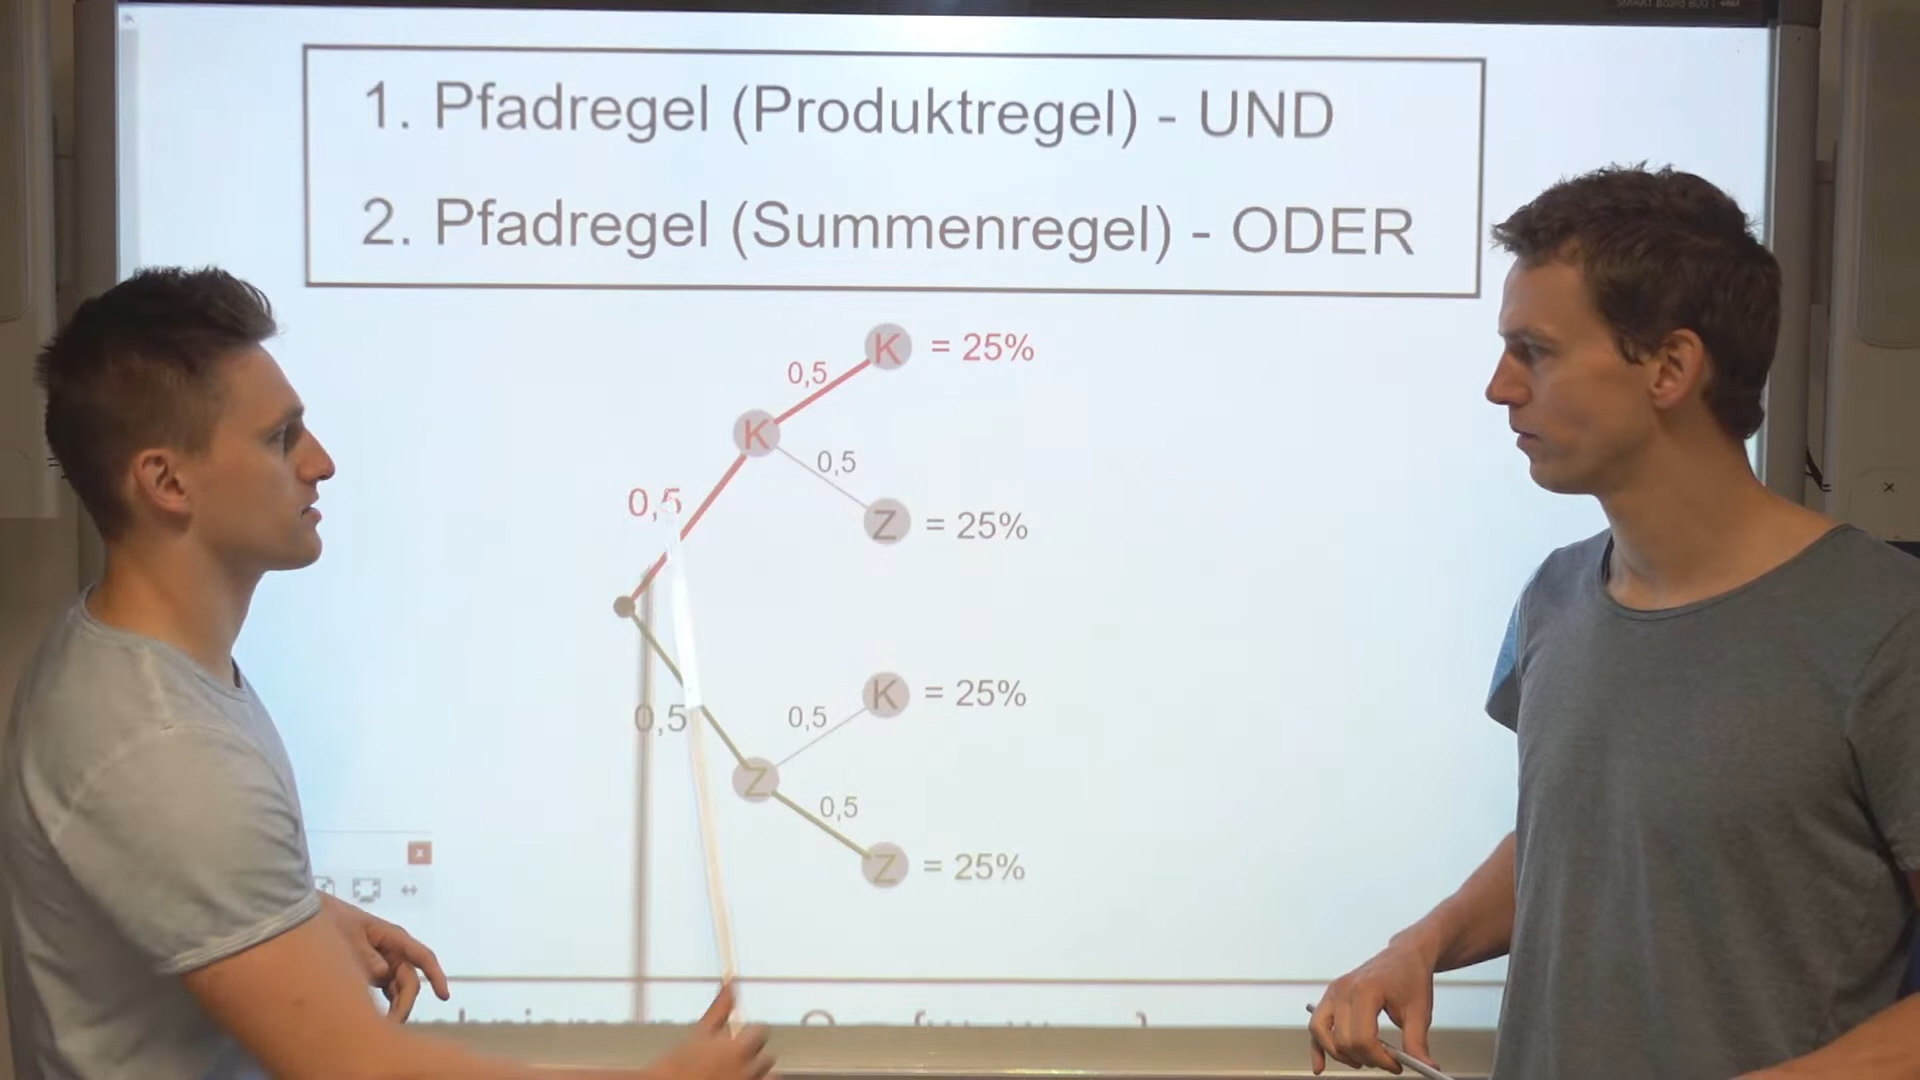 1. Pfadregel (Produktregel) - UND
2. Pfadregel (Summenregel) - ODER
0,5
K
= 25%
K
0,5
0,5
Z
= 25%
0,5
0,5
K
= 25%
Z
0,5
Z
= 25%